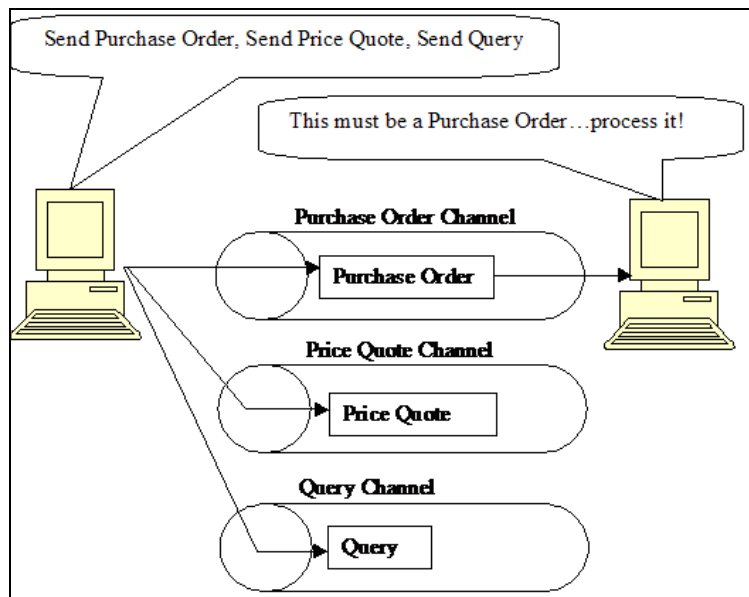 Send Purchase Order, Send Price Quote, Send Query
This must be a Purchase Order…process it!
Purchase Order Channel
Purchase Order
Price Quote Channel
Price Quote
Query Channel
Query